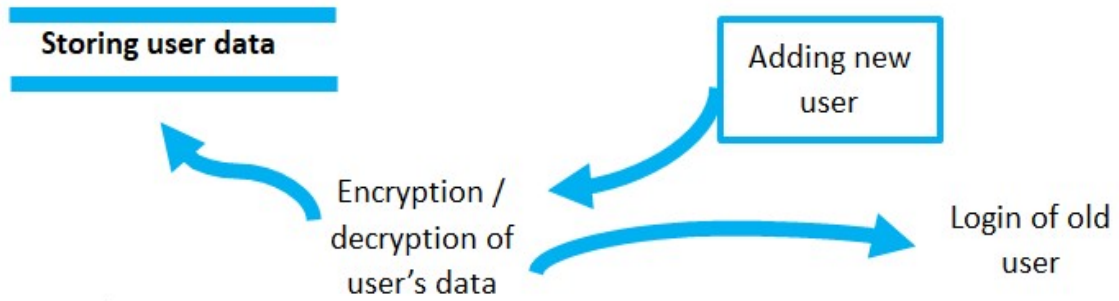 Storing user data
Adding new
user
Encryption /
decryption of
user's data
Login of old
user